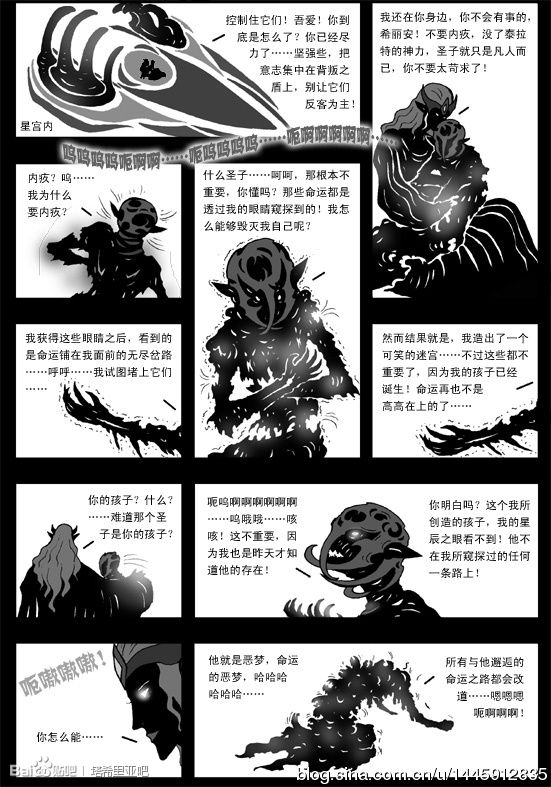 控制住它们！吾爱！你到
底是怎么了？你已经尽
力了……坚强些，把
意志集中在背叛之
盾上，别让它们
反客为主！
星宫内
我还在你身边，你不会有事的，
希丽安！不要内疚，没了泰拉
特的神力，圣子就只是凡人而
已，你不要太苛求了！
呜呜呜呜呃啊啊……呃呜呜呜呜……呃啊啊啊啊啊……
内疚？呜……
我为什么
要内疚？
什么圣子……呵呵，那根本不
重要，你懂吗？那些命运都是
透过我的眼睛窥探到的！我怎
么能够毁灭我自己呢？
我获得这些眼睛之后，看到的
是命运铺在我面前的无尽岔路
……呼呼……我试图堵上它们
……
然而结果就是，我造出了一个
可笑的迷宫……不过这些都不
重要了，因为我的孩子已经
诞生！命运再也不是
高高在上的了……
你的孩子？什么？
……难道那个圣
子是你的孩子？
呃呜啊啊啊啊啊啊啊
……呜哦哦……咳
咳！这不重要，因
为我也是昨天才知
道他的存在！
你明白吗？这个我所
创造的孩子，我的星
辰之眼看不到！他不
在我所窥探过的任何
一条路上！
呃嗷嗷嗷！
你怎么能……
他就是恶梦，命运
的恶梦，哈哈哈
哈哈哈……
所有与他邂逅的
命运之路都会改
道……嗯嗯嗯
呃啊啊啊！
Bai 贴吧 | 塔希里亚吧
blog.sina.com.cn/u/1445912835